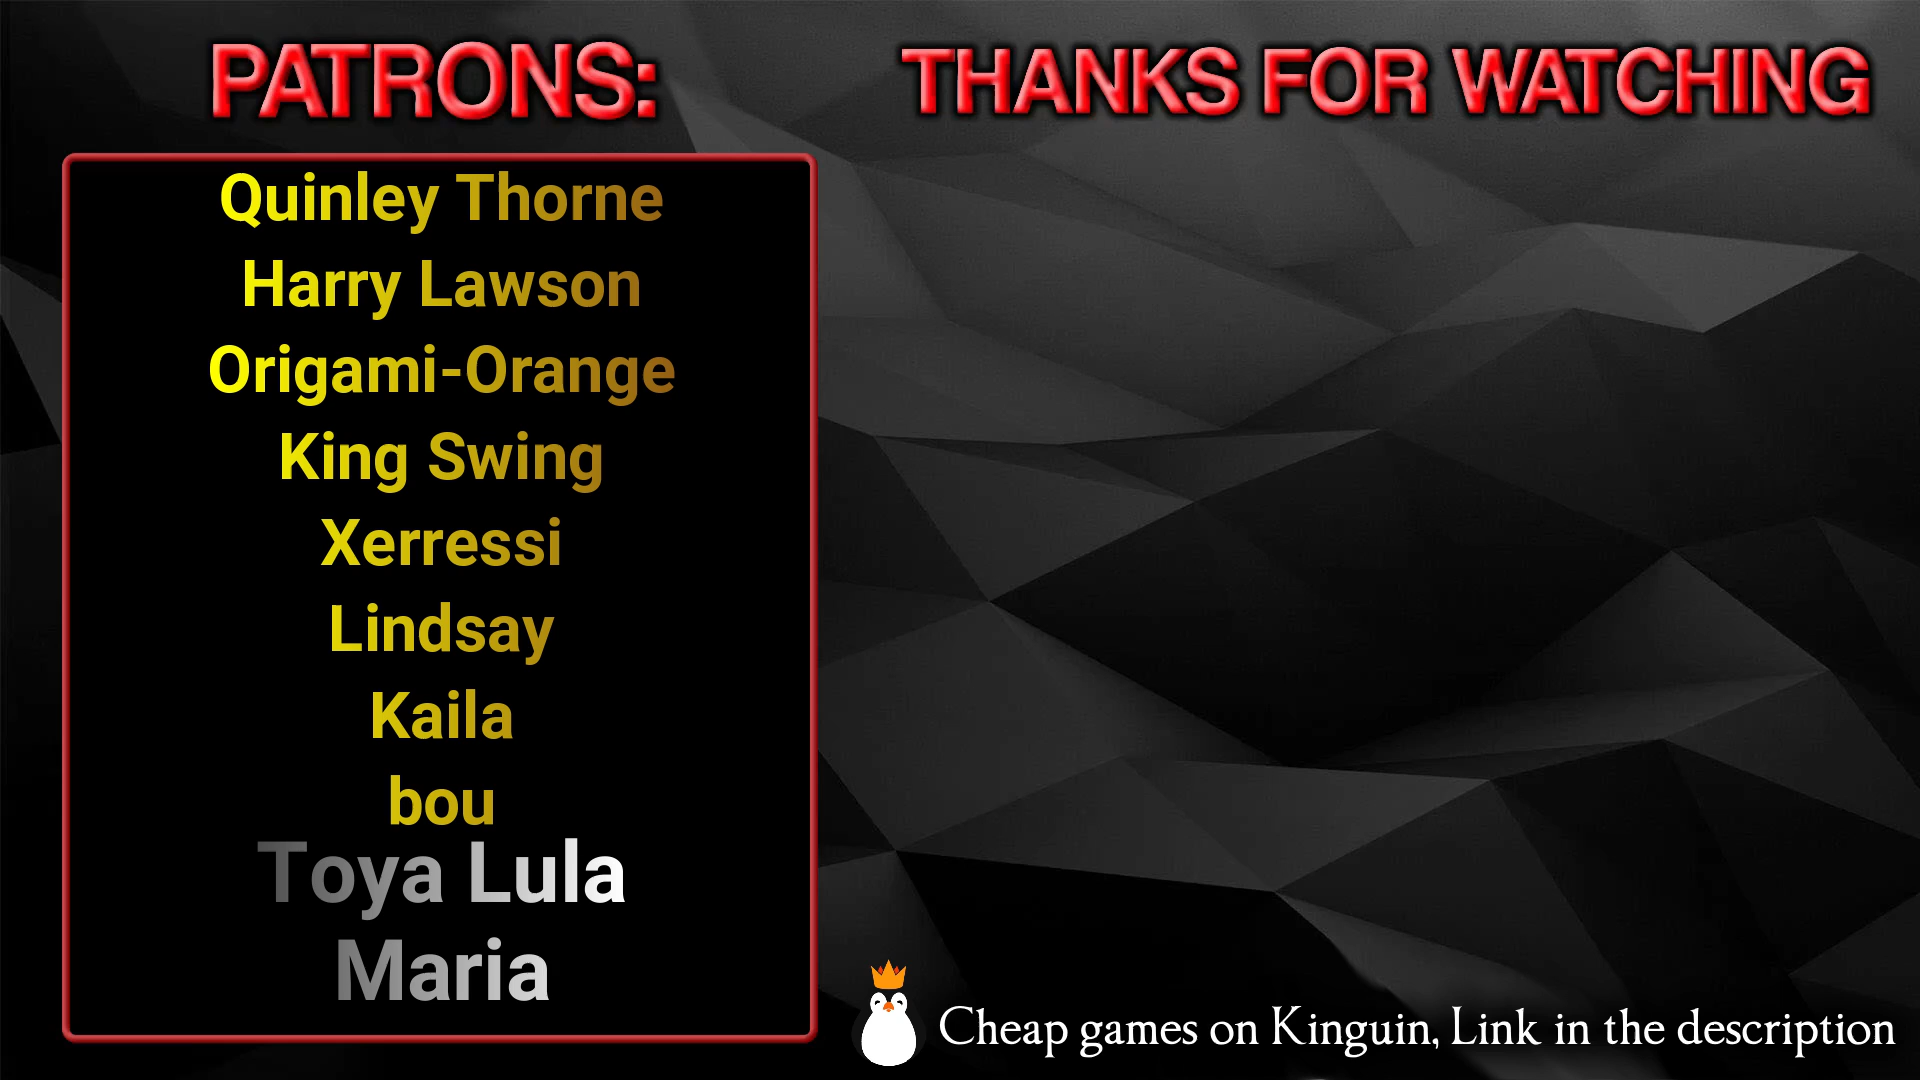 PATRONS:
THANKS FOR WATCHING
Quinley Thorne
Harry Lawson
Origami-Orange
King Swing
Xerressi
Lindsay
Kaila
bou
Toya Lula
Maria
Cheap games on Kinguin, Link in the description